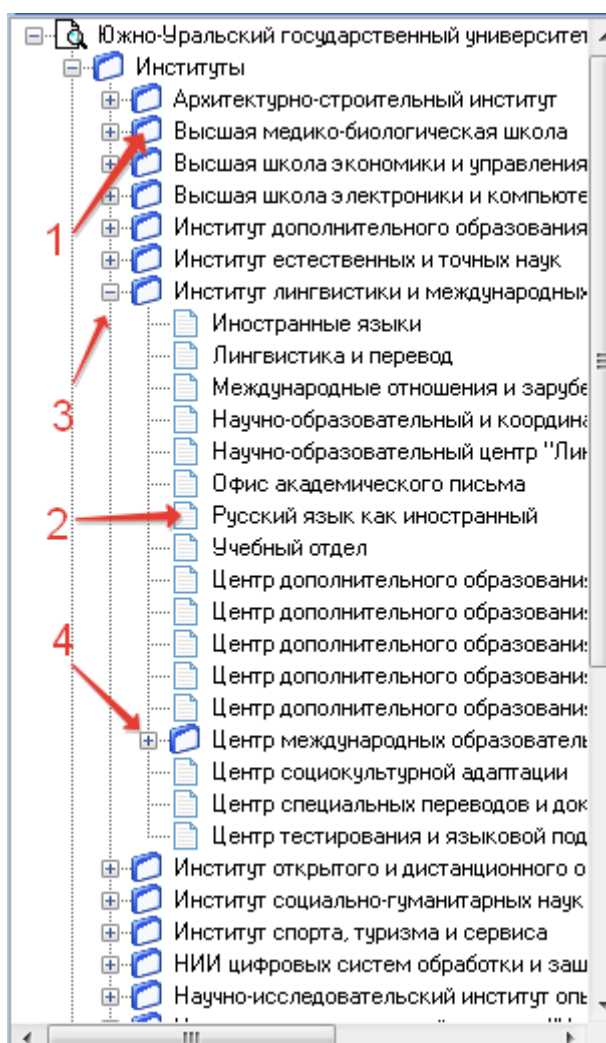 Южно-Уральский государственный университет
Институты
Архитектурно-строительный институт
Высшая медико-биологическая школа
1
Высшая школа экономики и управления
Высшая школа электроники и компьюте
Институт дополнительного образования
Институт естественных и точных наук
Институт лингвистики и международных
3
Иностранные языки
Лингвистика и перевод
Международные отношения и зарубе
Научно-образовательный и координа
Научно-образовательный центр "Лин
Офис академического письма
2
Русский язык как иностранный
Учебный отдел
Центр дополнительного образовани
Центр дополнительного образовани
Центр дополнительного образовани
Центр дополнительного образовани
Центр дополнительного образовани
4
Центр международных образователь
Центр социокультурной адаптации
Центр специальных переводов и док
Центр тестирования и языковой под
Институт открытого и дистанционного о
Институт социально-гуманитарных наук
Институт спорта, туризма и сервиса
НИИ цифровых систем обработки и защ
Научно-исследовательский институт опы